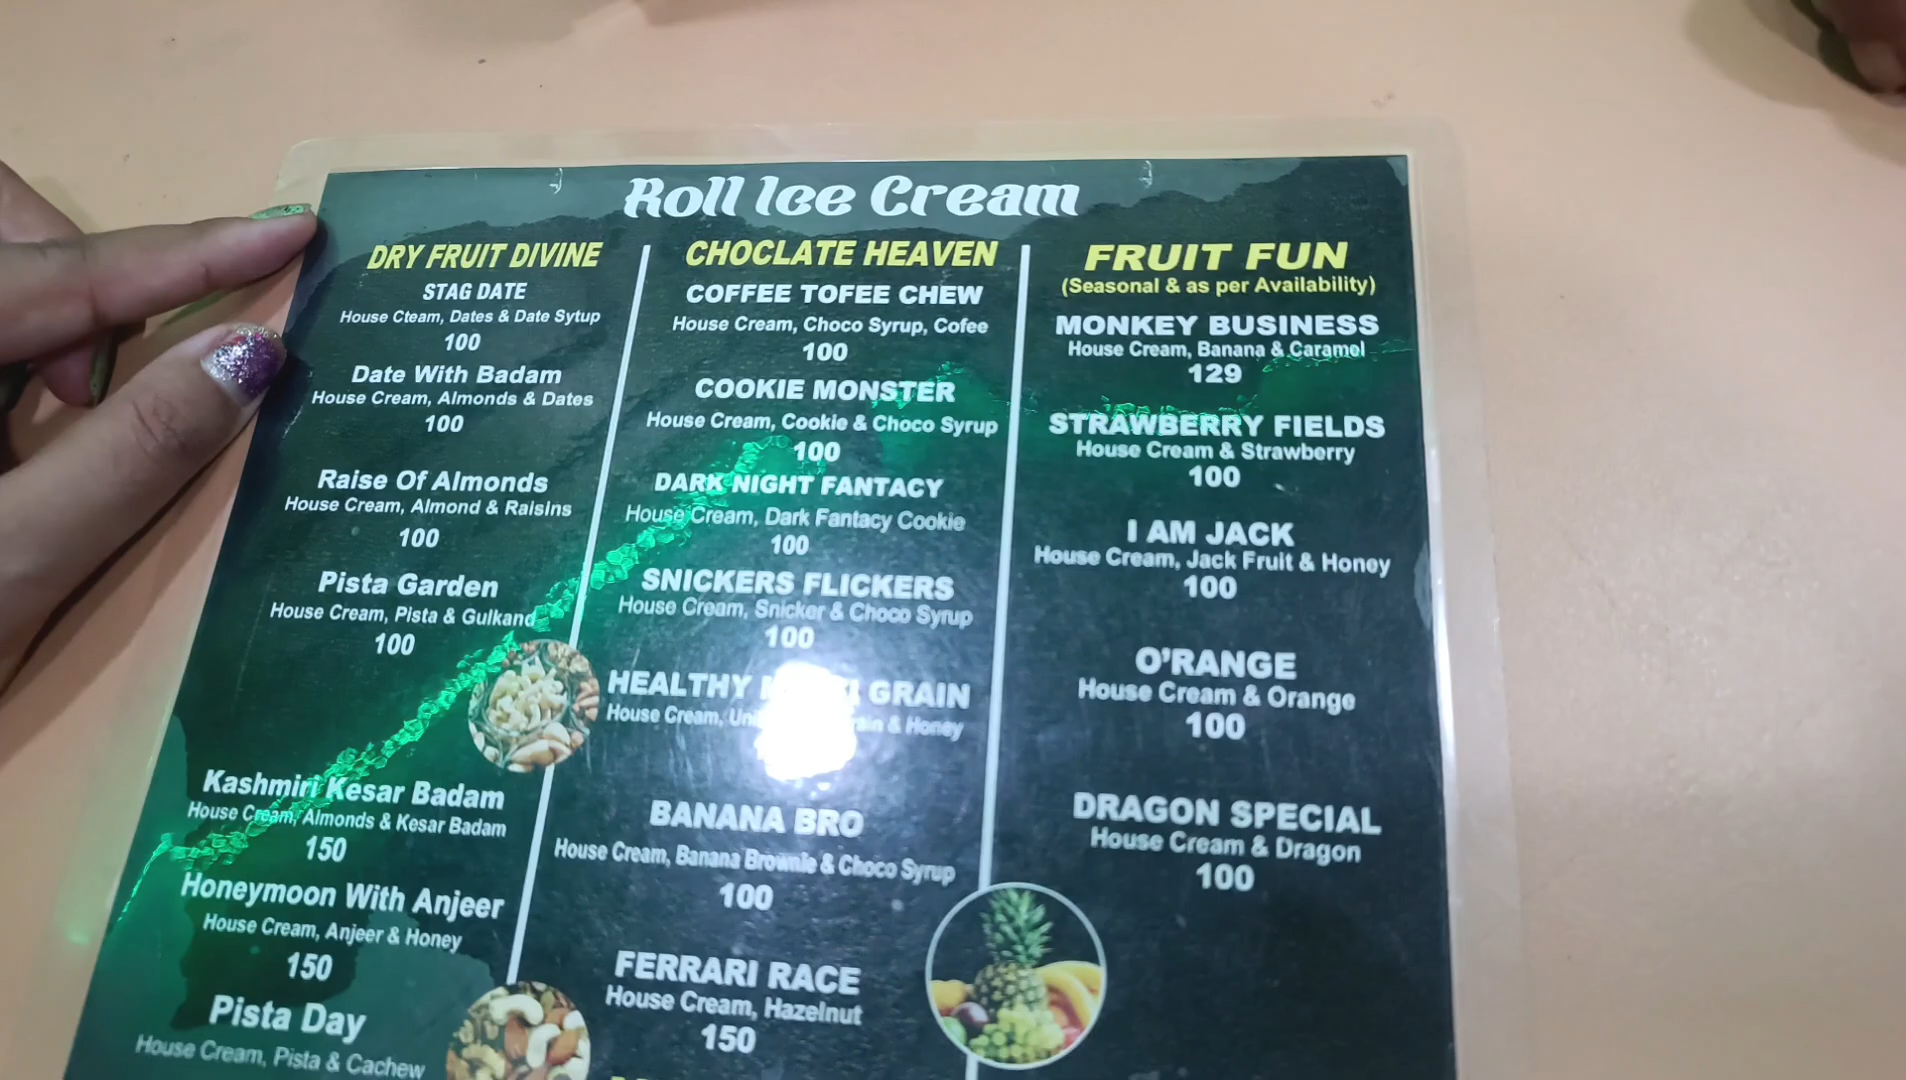 Roll Ice Cream
DRY FRUIT DIVINE
STAG DATE
House Cteam, Dates & Date Sytup
100
Date With Badam
House Cream, Almonds & Dates
100
Raise Of Almonds
House Cream, Almond & Raisins
100
Pista Garden
House Cream, Pista & Gulkand
100
Kashmiri Kesar Badam
House Cream, Almonds & Kesar Badam
150
Honeymoon With Anjeer
House Cream, Anjeer & Honey
150
Pista Day
House Cream, Pista & Cachew
CHOCLATE HEAVEN
COFFEE TOFEE CHEW
House Cream, Choco Syrup, Cofee
100
COOKIE MONSTER
House Cream, Cookie & Choco Syrup
100
DARK NIGHT FANTACY
House Cream, Dark Fantacy Cookie
100
SNICKERS FLICKERS
House Cream, Snicker & Choco Syrup
100
HEALTHY GRAIN
House Cream, & Honey
BANANA BRO
House Cream, Banana Brownie & Choco Syrup
100
FERRARI RACE
House Cream, Hazelnut
150
FRUIT FUN
(Seasonal & as per Availability)
MONKEY BUSINESS
House Cream, Banana & Caramel
129
STRAWBERRY FIELDS
House Cream & Strawberry
100
I AM JACK
House Cream, Jack Fruit & Honey
100
O'RANGE
House Cream & Orange
100
DRAGON SPECIAL
House Cream & Dragon
100